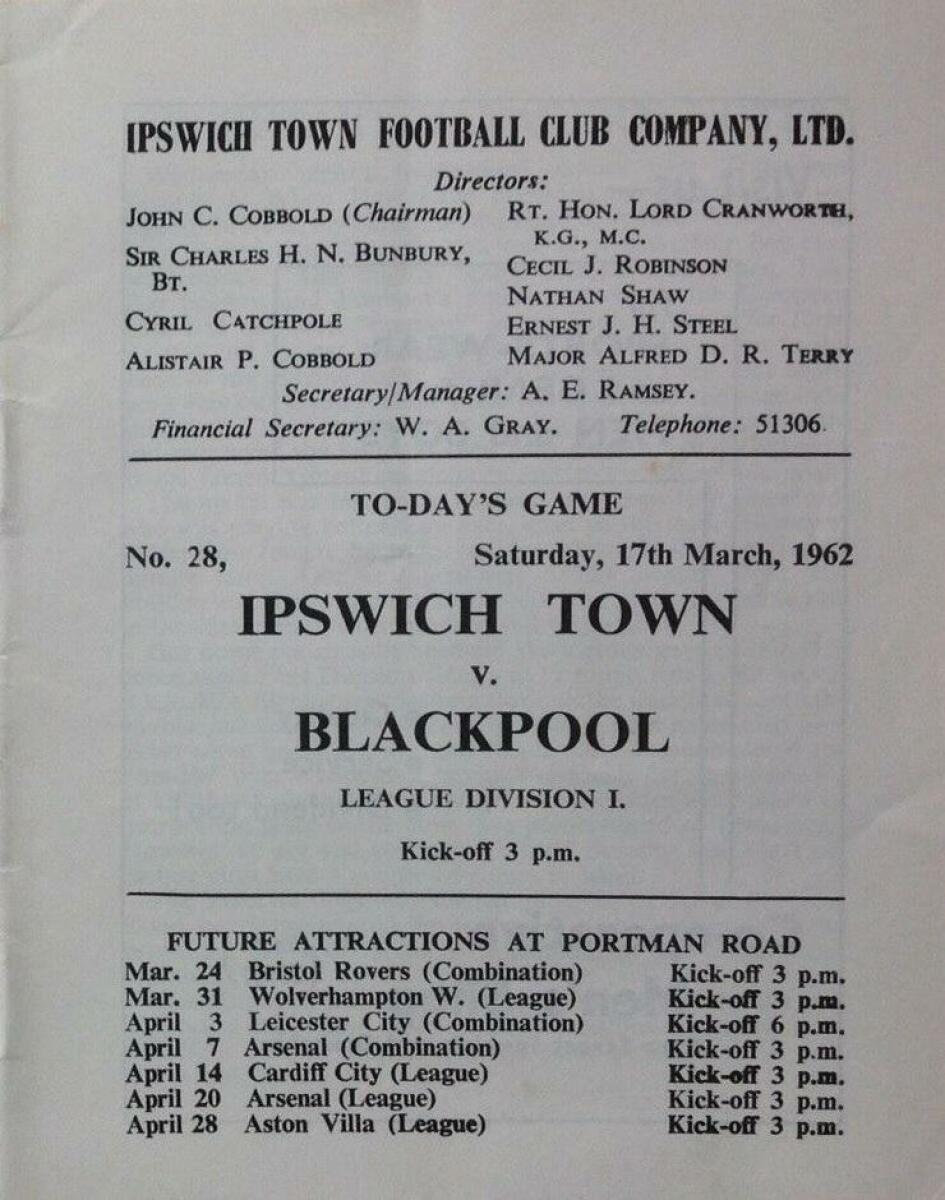 IPSWICH TOWN FOOTBALL CLUB COMPANY, LTD.
Directors:
JOHN C. COBBOLD (Chairman)
SIR CHARLES H. N. BUNBURY,
BT.
CYRIL CATCHPOLE
ALISTAIR P. COBBOLD
RT. HON. LORD CRANWORTH,
K.G., M.C.
CECIL J. ROBINSON
NATHAN SHAW
ERNEST J. H. STEEL
MAJOR ALFRED D. R. TERRY
Secretary/Manager: A. E. RAMSEY.
Financial Secretary: W. A. GRAY. Telephone: 51306.
TO-DAY'S GAME
No. 28, Saturday, 17th March, 1962
IPSWICH TOWN
v.
BLACKPOOL
LEAGUE DIVISION I.
Kick-off 3 p.m.
FUTURE ATTRACTIONS AT PORTMAN ROAD
Mar. 24 Bristol Rovers (Combination) Kick-off 3 p.m.
Mar. 31 Wolverhampton W. (League) Kick-off 3 p.m.
April 3 Leicester City (Combination) Kick-off 6 p.m.
April 7 Arsenal (Combination) Kick-off 3 p.m.
April 14 Cardiff City (League) Kick-off 3 p.m.
April 20 Arsenal (League) Kick-off 3 p.m.
April 28 Aston Villa (League) Kick-off 3 p.m.